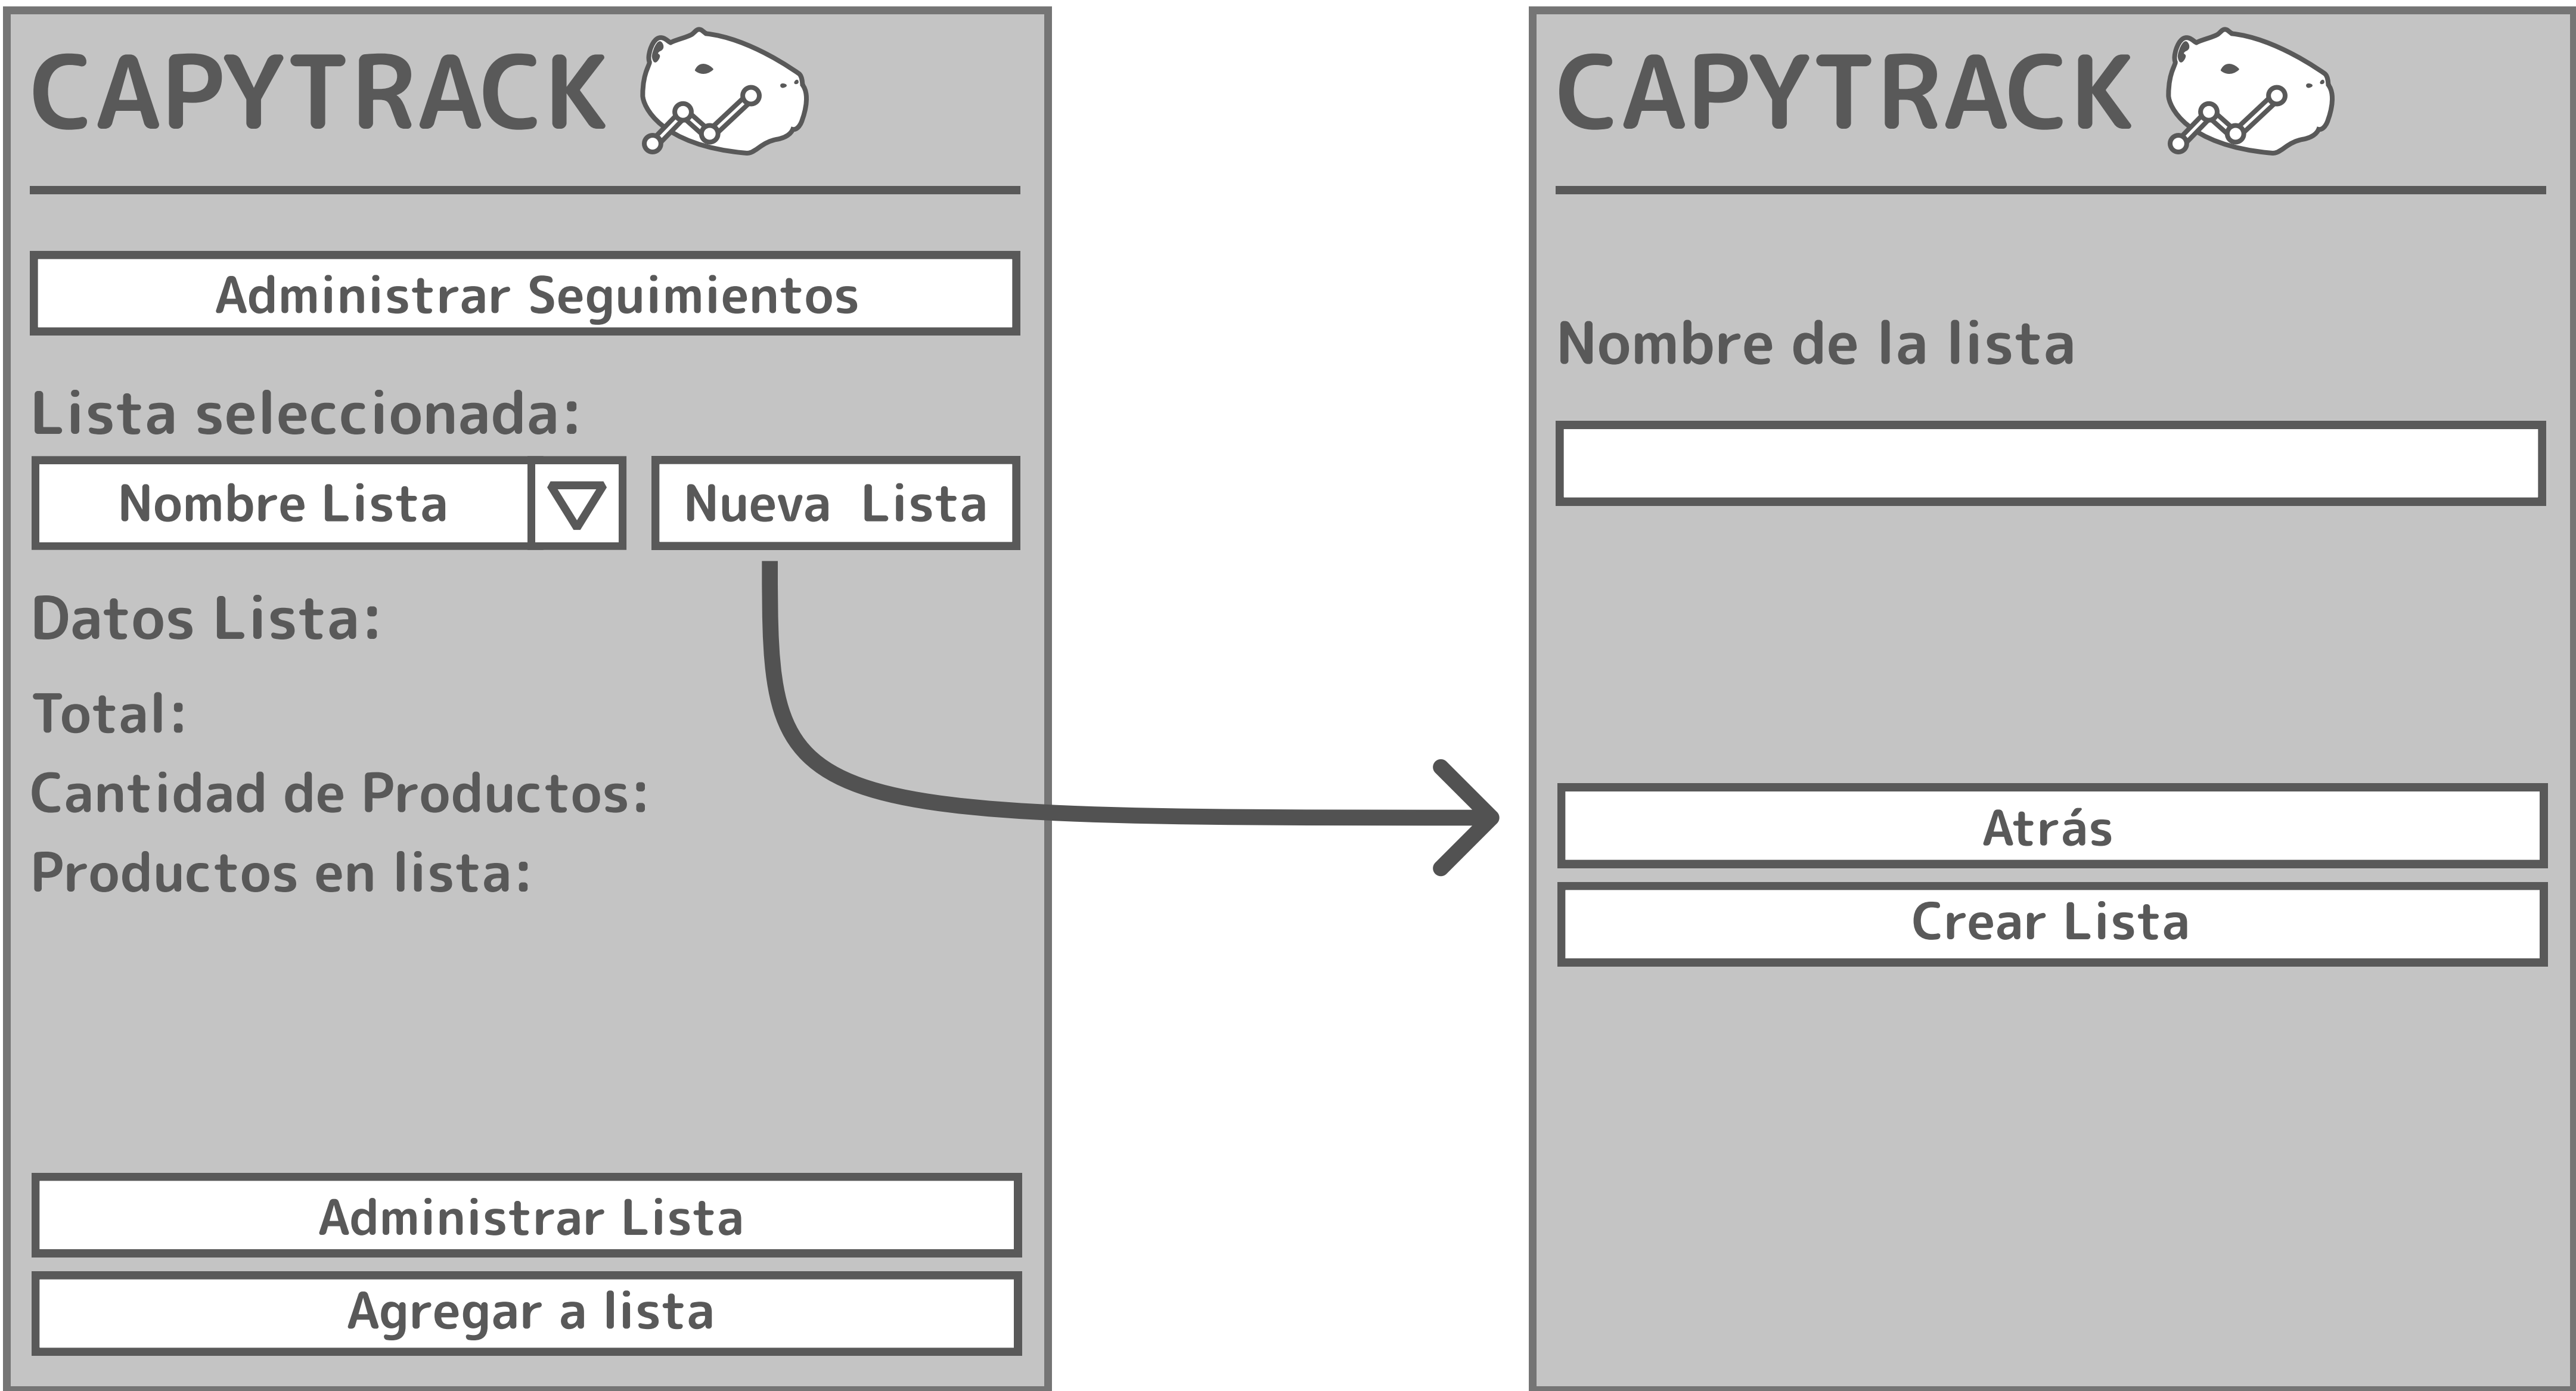 CAPYTRACK
Administrar Seguimientos
Lista seleccionada:
Nombre Lista
Nueva Lista
Datos Lista:
Total:
Cantidad de Productos:
Productos en lista:
Administrar Lista
Agregar a lista
CAPYTRACK
Nombre de la lista
Atrás
Crear Lista